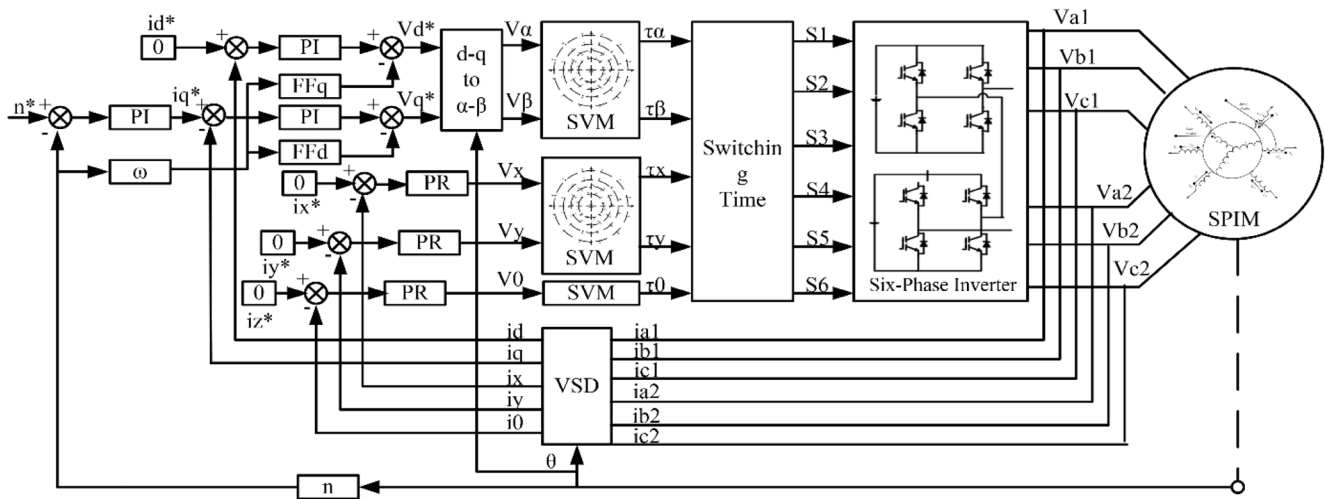 id*
0
+
-
PI
+
-
Vd*
FFq
n*
+
-
PI
iq*
+
-
PI
+
-
Vq*
FFd
ω
d-q
to
α-β
Vα
Vβ
SVM
τα
τβ
0
ix*
+
-
PR
Vx
0
iy*
+
-
PR
Vy
SVM
τx
τy
0
iz*
+
-
PR
V0
SVM
τ0
Switchin
g
Time
S1
S2
S3
S4
S5
S6
Six-Phase Inverter
Va1
Vb1
Vc1
Va2
Vb2
Vc2
SPIM
id
iq
ix
iy
i0
VSD
ia1
ib1
ic1
ia2
ib2
ic2
θ
n